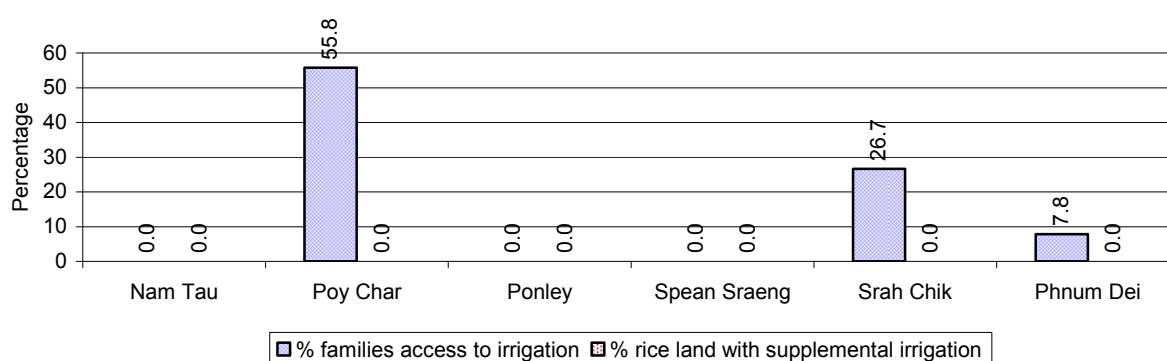 55.8
60
50
40
30
20
10
0
Percentage
0.0 0.0 0.0 0.0 0.0 0.0 0.0 26.7 0.0 7.8 0.0
Nam Tau Poy Char Ponley Spean Sraeng Srah Chik Phnum Dei
% families access to irrigation % rice land with supplemental irrigation